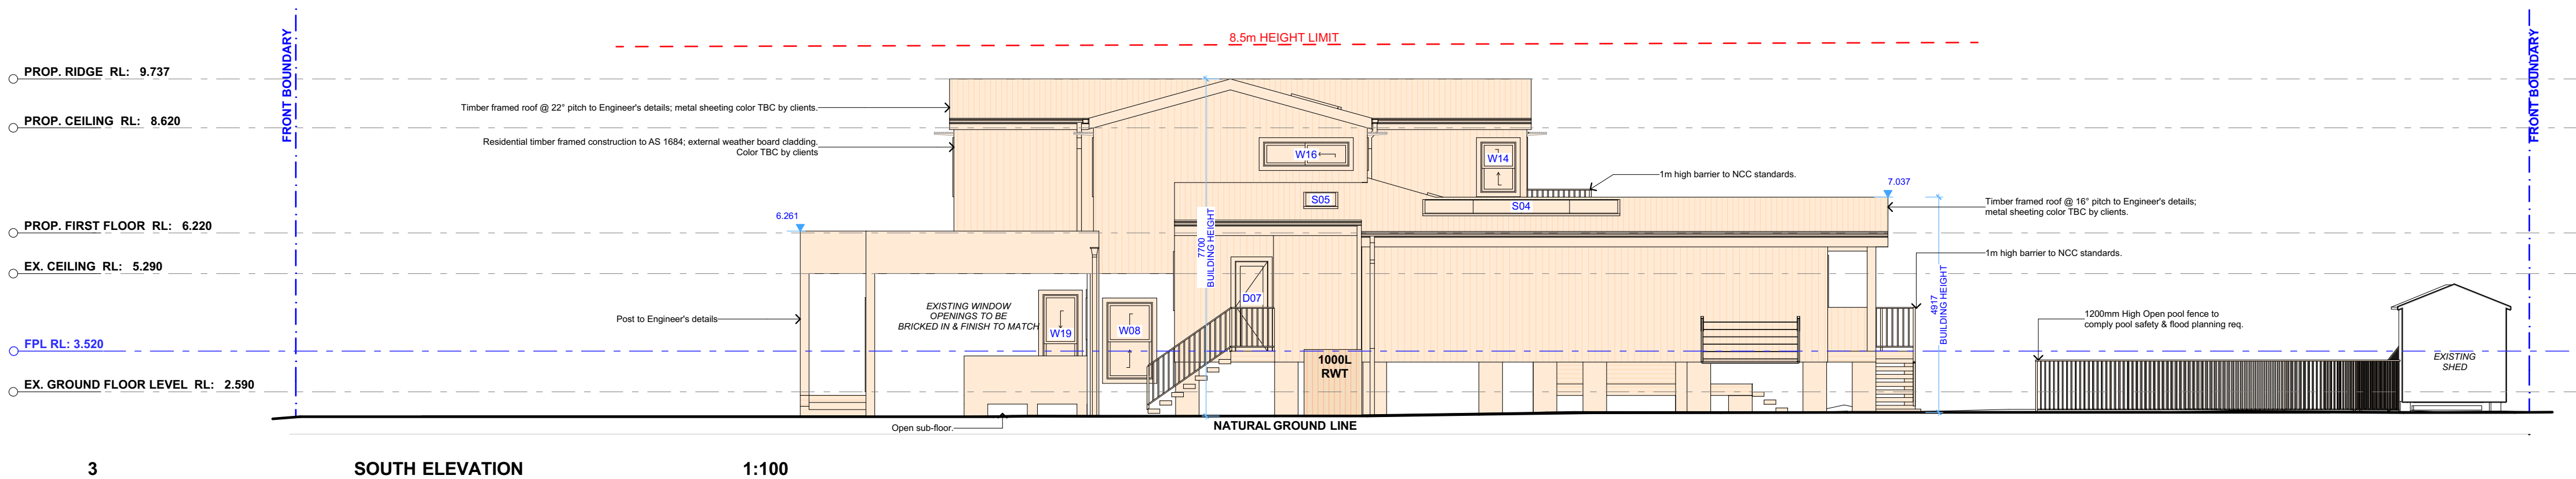 8.5m HEIGHT LIMIT
FRONT BOUNDARY
FRONT BOUNDARY
PROP. RIDGE RL: 9.737
PROP. CEILING RL: 8.620
PROP. FIRST FLOOR RL: 6.220
EX. CEILING RL: 5.290
FPL RL: 3.520
EX. GROUND FLOOR LEVEL RL: 2.590
Timber framed roof @ 22° pitch to Engineer's details; metal sheeting color TBC by clients.
Residential timber framed construction to AS 1684; external weather board cladding.
Color TBC by clients
6.261
Post to Engineer's details
EXISTING WINDOW
OPENINGS TO BE
BRICKED IN & FINISH TO MATCH
W19
W08
W16
W14
S05
S04
D07
7700
BUILDING HEIGHT
1000L
RWT
1m high barrier to NCC standards.
7.037
Timber framed roof @ 16° pitch to Engineer's details;
metal sheeting color TBC by clients.
1m high barrier to NCC standards.
4917
BUILDING HEIGHT
1200mm High Open pool fence to
comply pool safety & flood planning req.
EXISTING
SHED
Open sub-floor.
NATURAL GROUND LINE
3
SOUTH ELEVATION
1:100